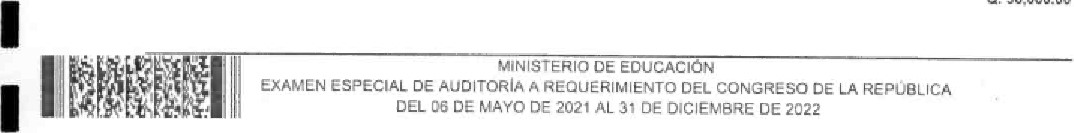 MINISTERIO DE EDUCACIÓN
EXAMEN ESPECIAL DE AUDITORÍA A REQUERIMIENTO DEL CONGRESO DE LA REPÚBLICA
DEL 06 DE MAYO DE 2021 AL 31 DE DICIEMBRE DE 2022